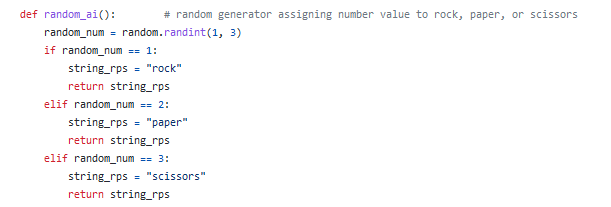 def random_ai():       # random generator assigning number value to rock, paper, or scissors
    random_num = random.randint(1, 3)
    if random_num == 1:
        string_rps = "rock"
        return string_rps
    elif random_num == 2:
        string_rps = "paper"
        return string_rps
    elif random_num == 3:
        string_rps = "scissors"
        return string_rps